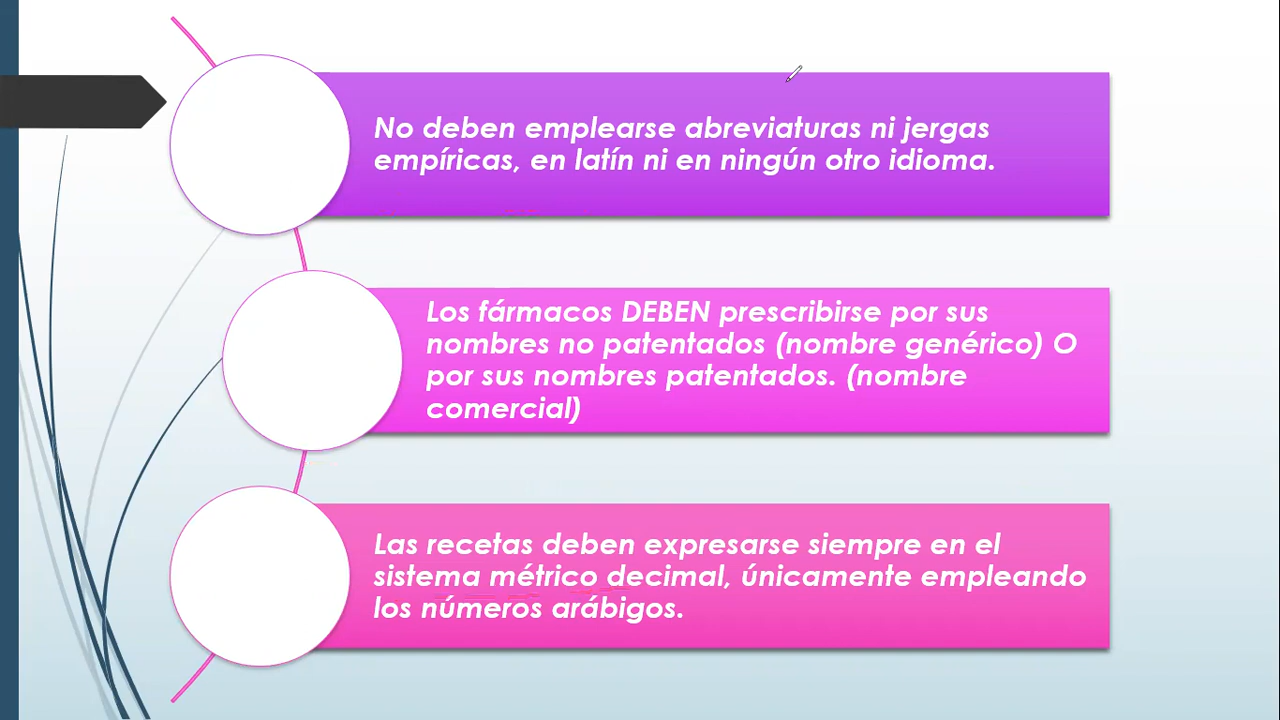 No deben emplearse abreviaturas ni jergas
empíricas, en latín ni en ningún otro idioma.
Los fármacos DEBEN prescribirse por sus
nombres no patentados (nombre genérico) O
por sus nombres patentados. (nombre
comercial)
Las recetas deben expresarse siempre en el
sistema métrico decimal, únicamente empleando
los números arábigos.